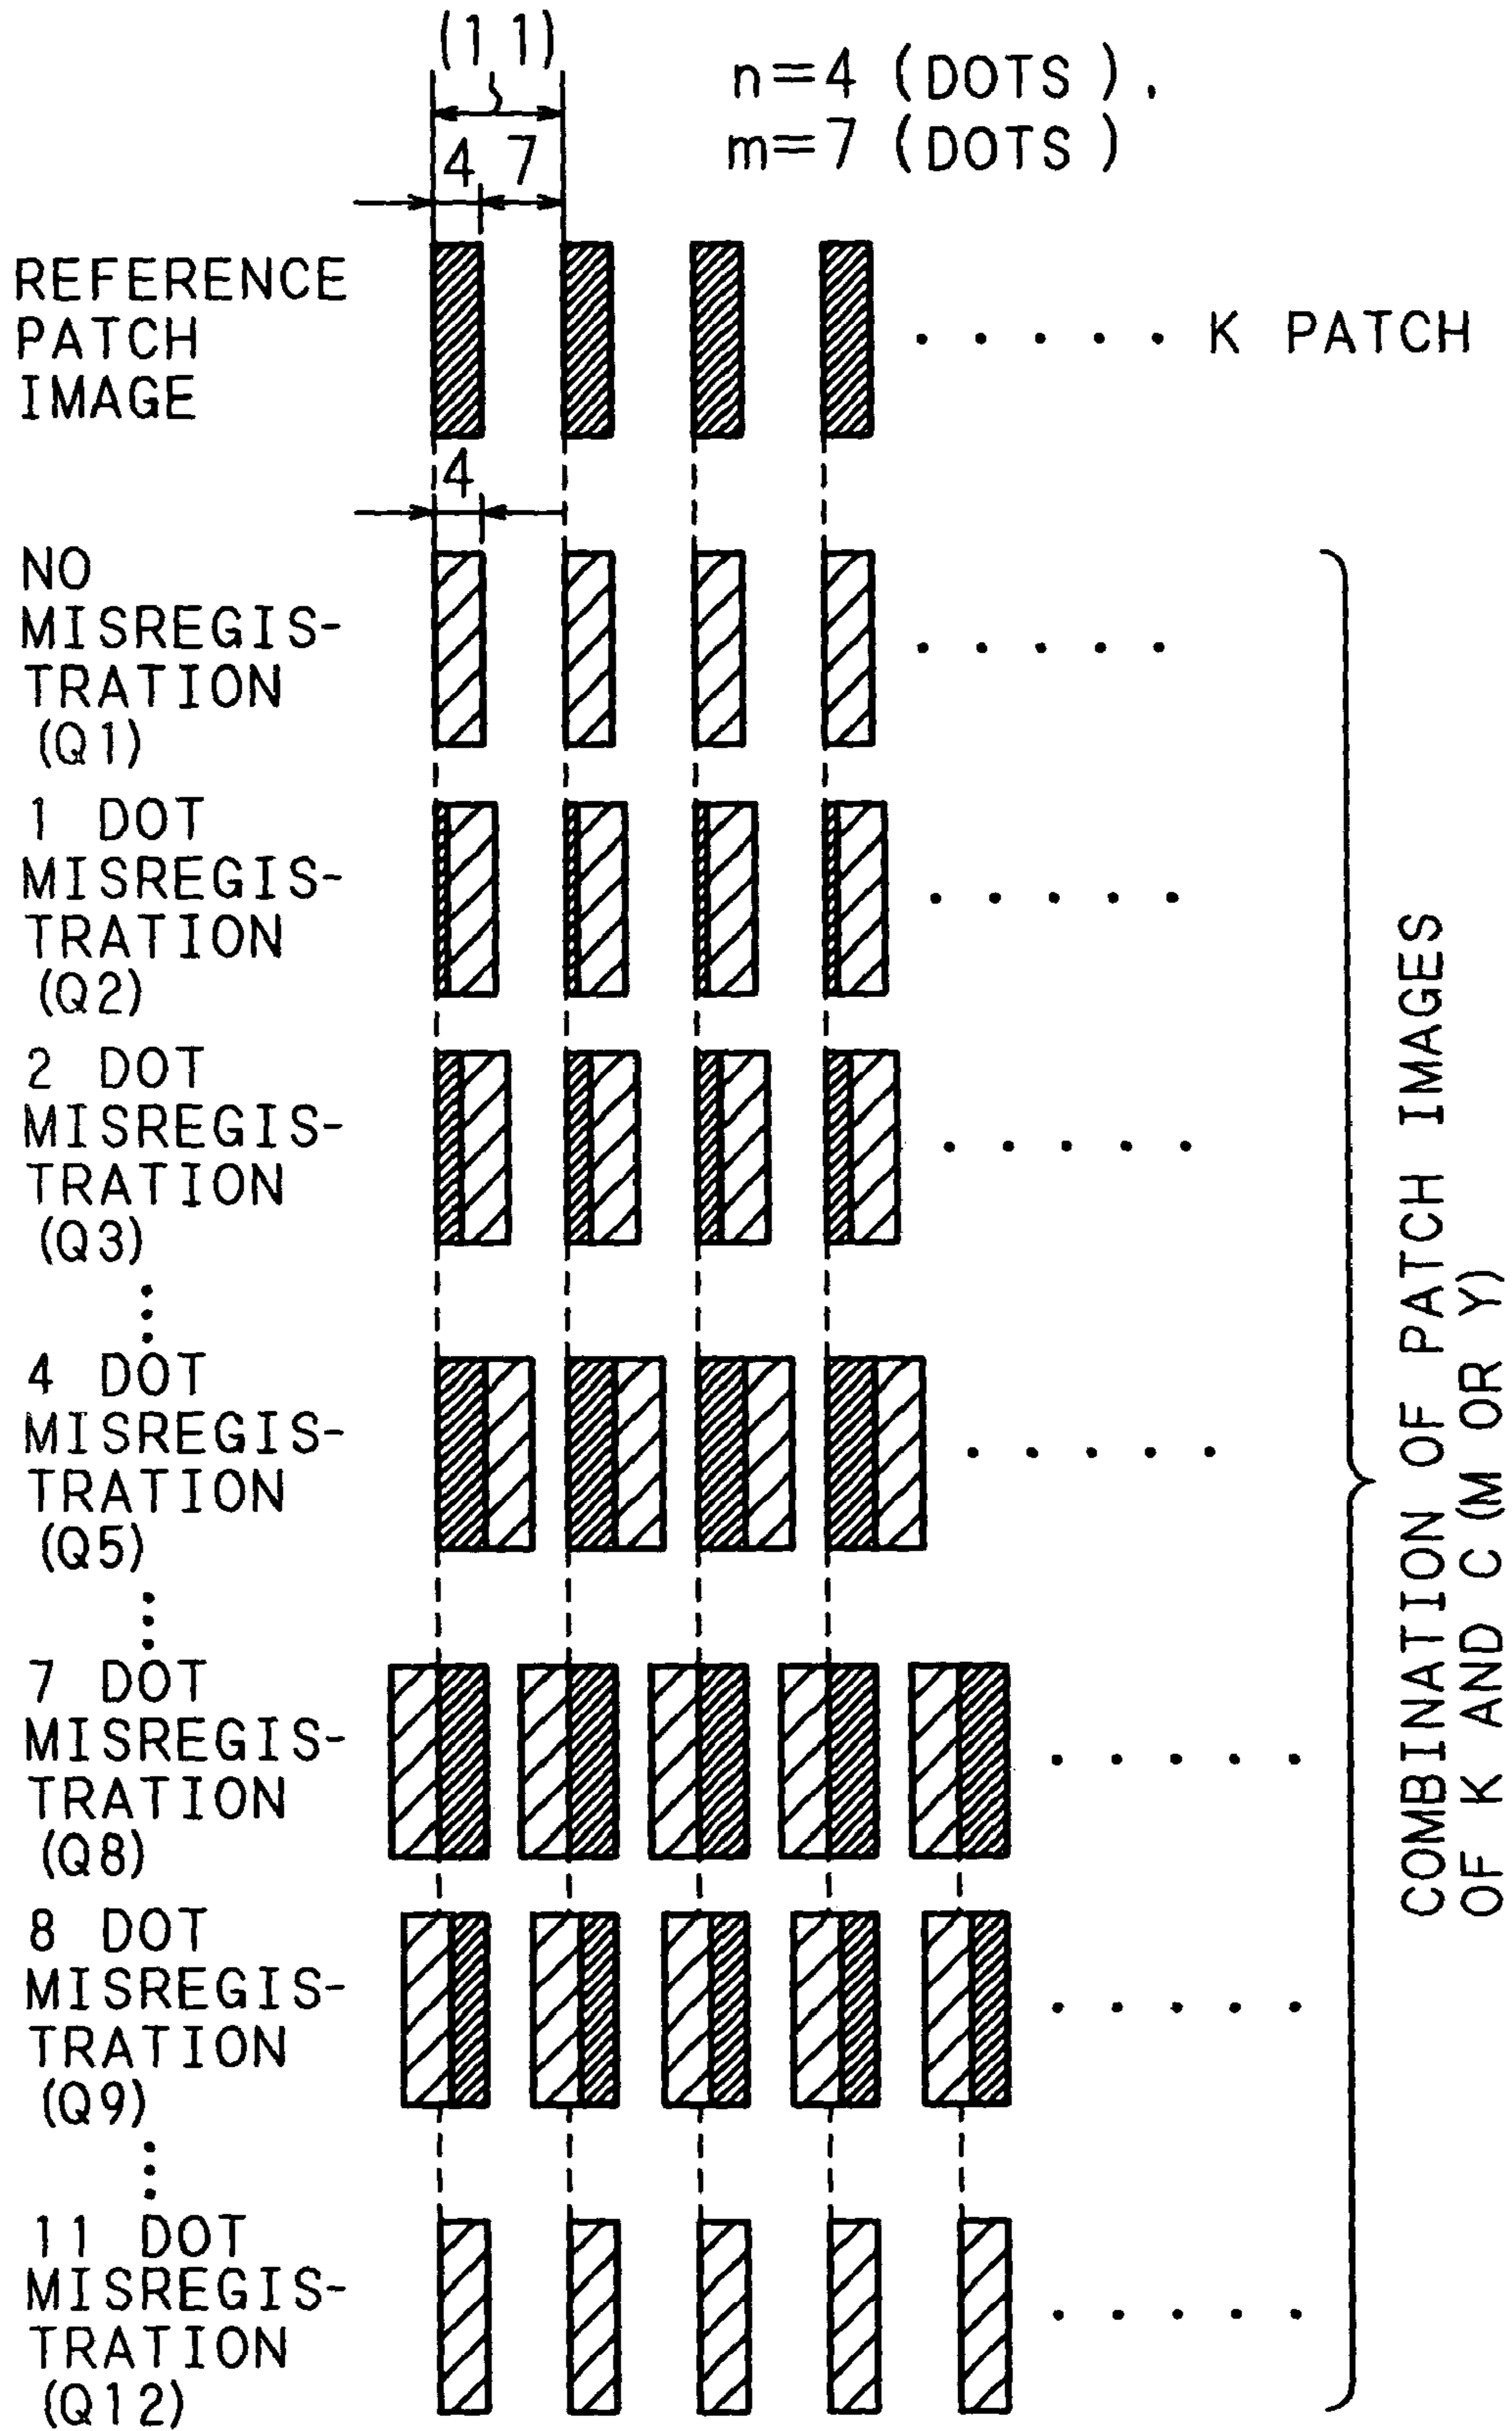 (11)
n=4 (DOTS).
m=7 (DOTS)
4 7
REFERENCE
PATCH
IMAGE
..... K PATCH
4
NO
MISREGIS-
TRATION
(Q1)
.....
1 DOT
MISREGIS-
TRATION
(Q2)
.....
2 DOT
MISREGIS-
TRATION
(Q3)
.....
4 DOT
MISREGIS-
TRATION
(Q5)
.....
7 DOT
MISREGIS-
TRATION
(Q8)
.....
8 DOT
MISREGIS-
TRATION
(Q9)
.....
11 DOT
MISREGIS-
TRATION
(Q12)
.....
COMBINATION OF PATCH IMAGES
OF K AND C (M OR Y)